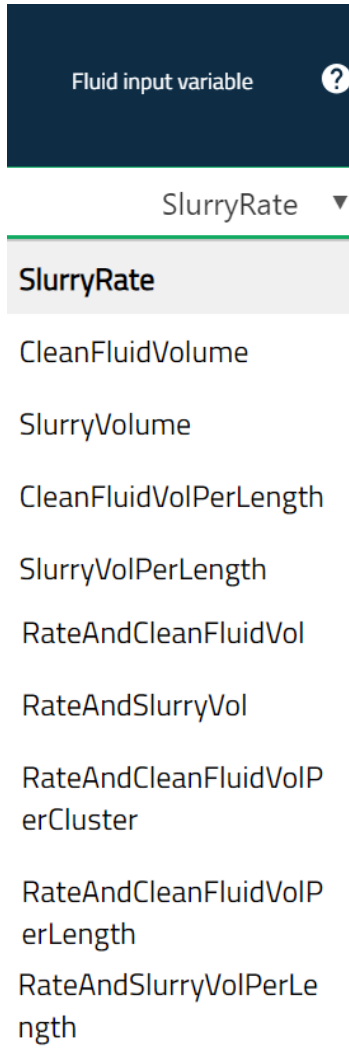 Fluid input variable ?
SlurryRate ▼
SlurryRate
CleanFluidVolume
SlurryVolume
CleanFluidVolPerLength
SlurryVolPerLength
RateAndCleanFluidVol
RateAndSlurryVol
RateAndCleanFluidVolP
erCluster
RateAndCleanFluidVolP
erLength
RateAndSlurryVolPerLe
ngth